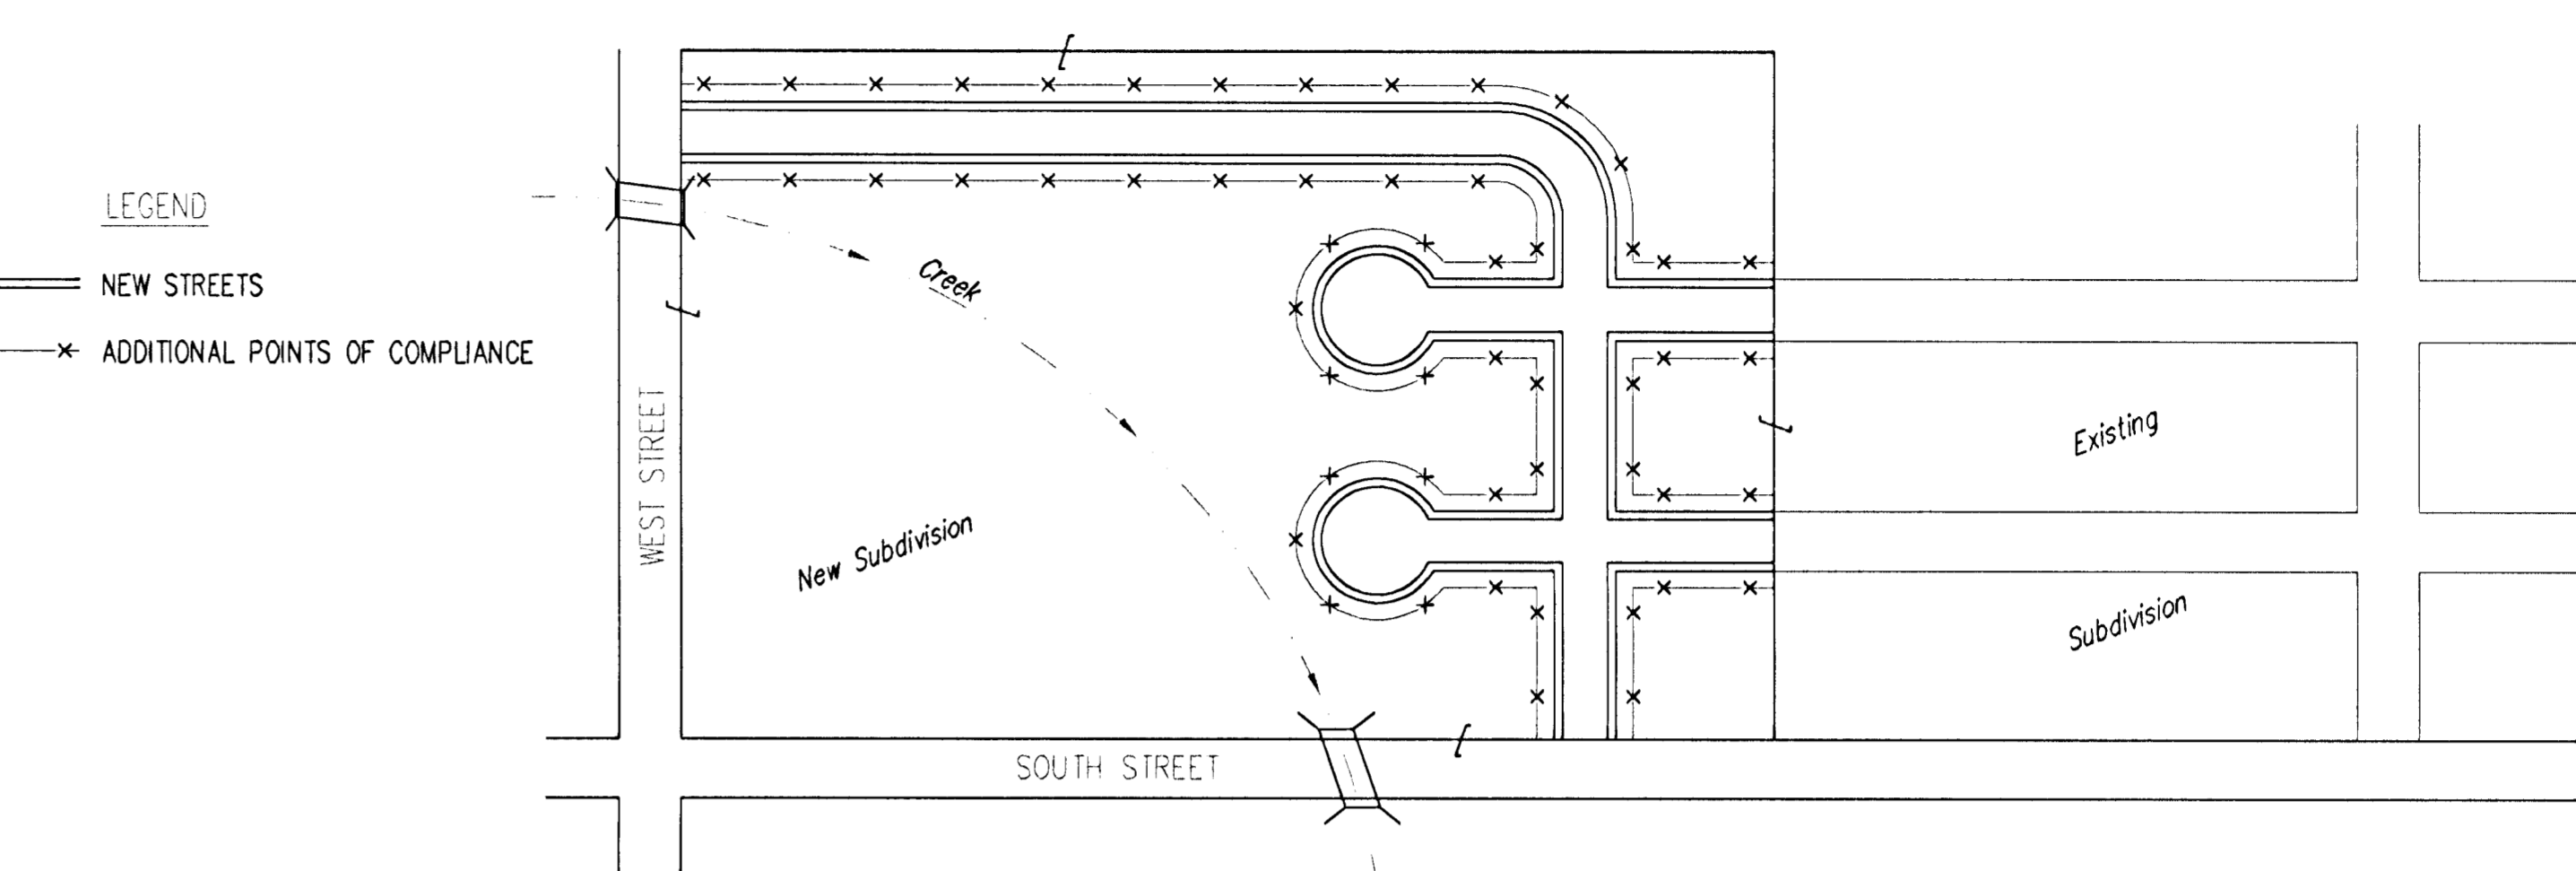 LEGEND
NEW STREETS
ADDITIONAL POINTS OF COMPLIANCE
WEST STREET
Creek
New Subdivision
SOUTH STREET
Existing
Subdivision